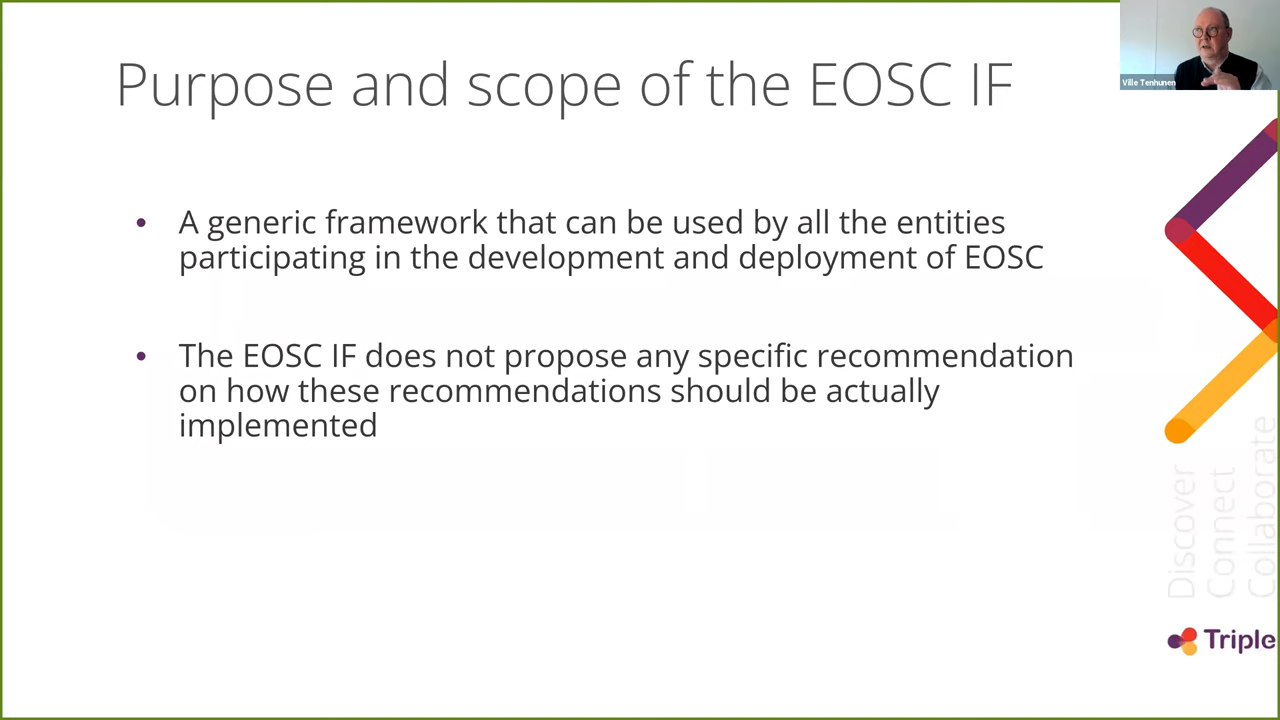 Purpose and scope of the EOSC IF
Ville Tenhunen
• A generic framework that can be used by all the entities
participating in the development and deployment of EOSC
• The EOSC IF does not propose any specific recommendation
on how these recommendations should be actually
implemented
Discover
Connect
Collaborate
Triple